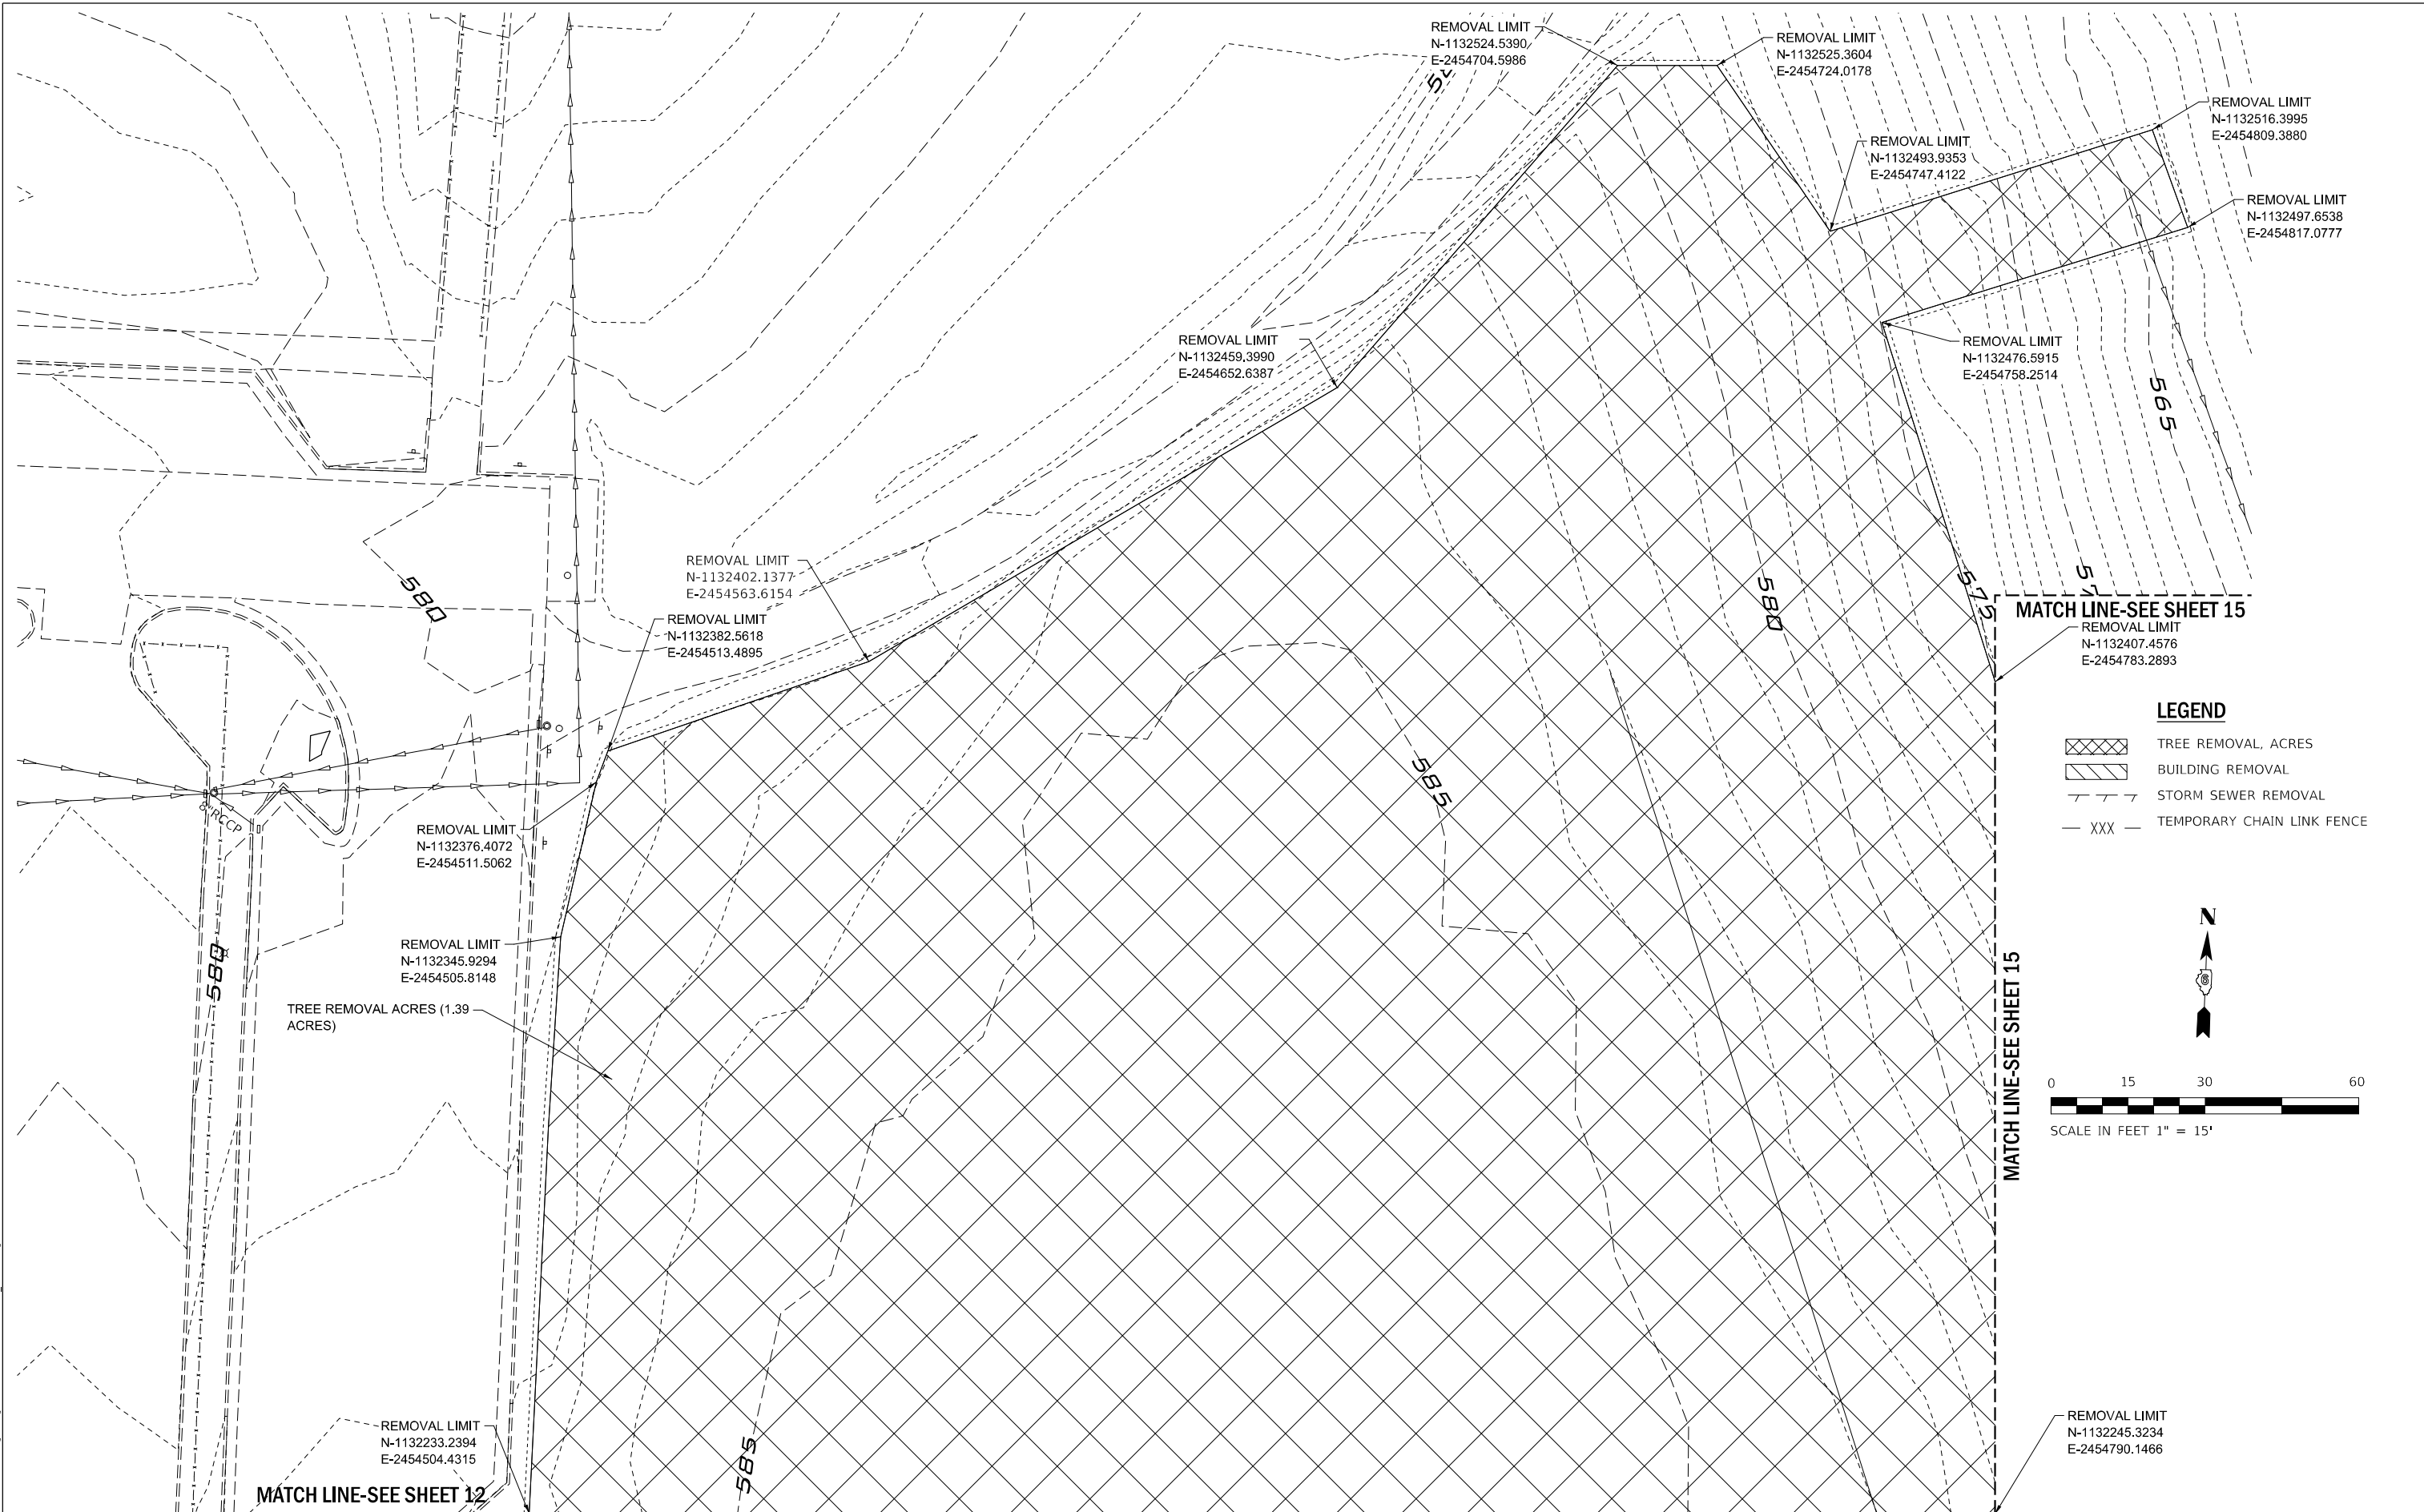 REMOVAL LIMIT
N-1132524.5390
E-2454704.5986
REMOVAL LIMIT
N-1132525.3604
E-2454724.0178
REMOVAL LIMIT
N-1132516.3995
E-2454809.3880
REMOVAL LIMIT
N-1132493.9353
E-2454747.4122
REMOVAL LIMIT
N-1132497.6538
E-2454817.0777
REMOVAL LIMIT
N-1132459.3990
E-2454652.6387
REMOVAL LIMIT
N-1132476.5915
E-2454758.2514
565
REMOVAL LIMIT
N-1132402.1377
E-2454563.6154
580
580
575
MATCH LINE-SEE SHEET 15
REMOVAL LIMIT
N-1132382.5618
E-2454513.4895
REMOVAL LIMIT
N-1132407.4576
E-2454783.2893
LEGEND
TREE REMOVAL, ACRES
BUILDING REMOVAL
STORM SEWER REMOVAL
XXX TEMPORARY CHAIN LINK FENCE
585
"RCCP
REMOVAL LIMIT
N-1132376.4072
E-2454511.5062
REMOVAL LIMIT
N-1132345.9294
E-2454505.8148
580
N
TREE REMOVAL ACRES (1.39
ACRES)
MATCH LINE-SEE SHEET 15
0 15 30 60
SCALE IN FEET 1" = 15'
REMOVAL LIMIT
N-1132233.2394
E-2454504.4315
585
REMOVAL LIMIT
N-1132245.3234
E-2454790.1466
MATCH LINE-SEE SHEET 12